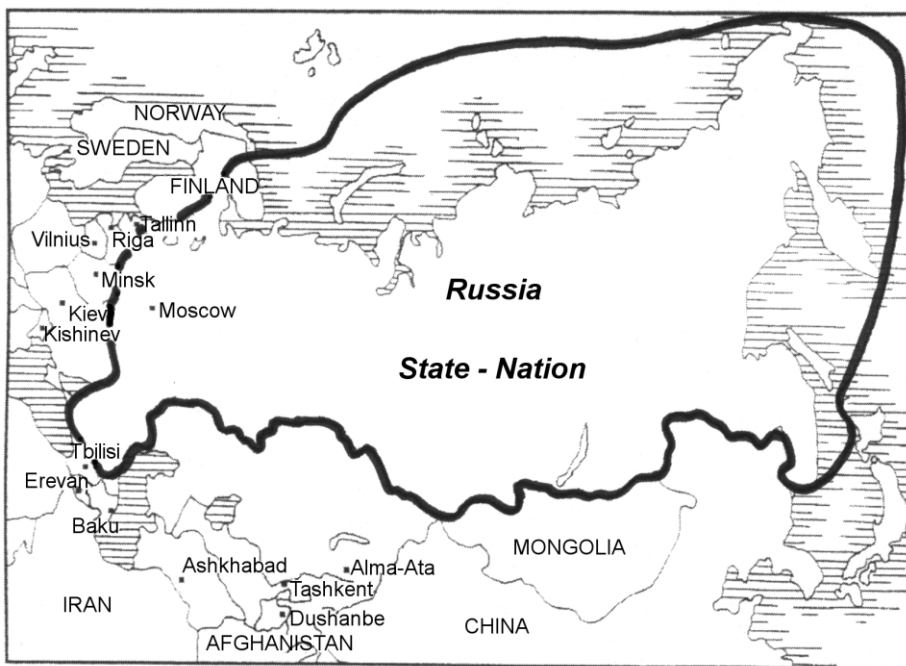 NORWAY
SWEDEN
FINLAND
Tallinn
Vilnius
Riga
Minsk
Russia
Kiev
Moscow
Kishinev
State - Nation
Tbilisi
Erevan
Baku
MONGOLIA
Ashkhabad
Alma-Ata
Tashkent
IRAN
Dushanbe
CHINA
AFGHANISTAN